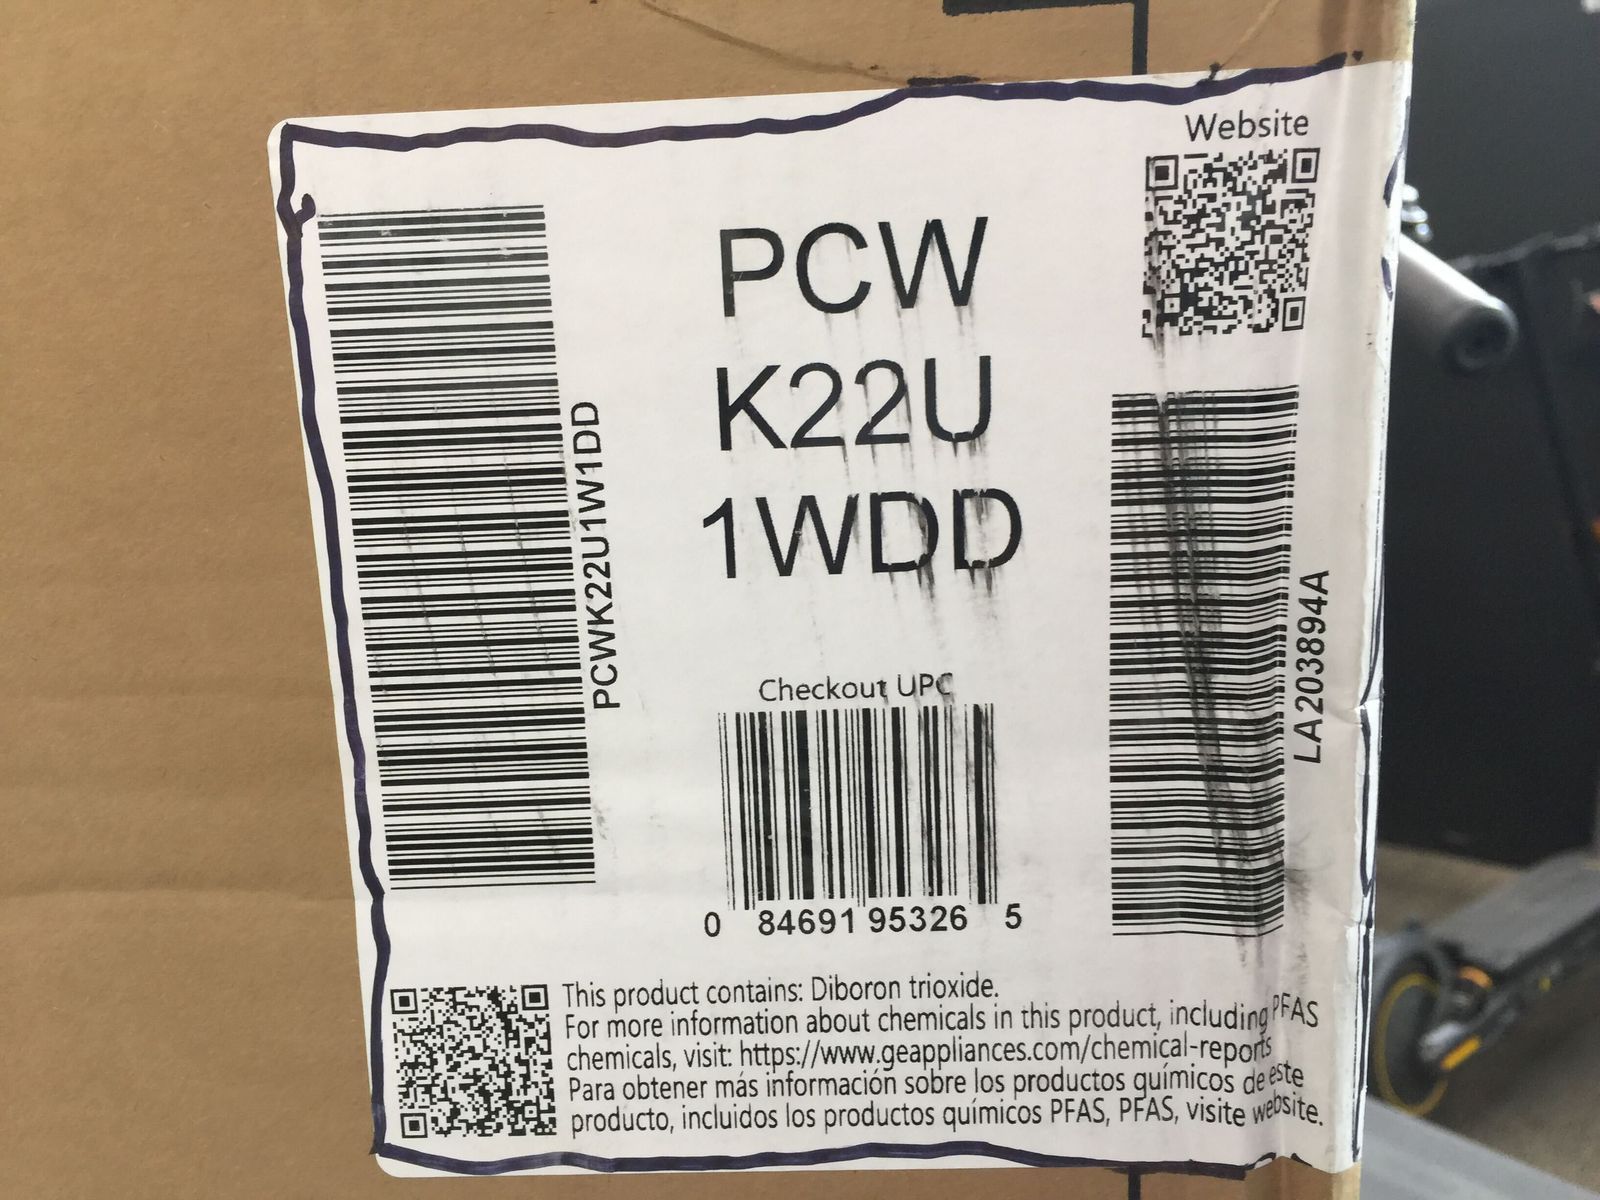 Website
PCW
K22U
1WDD
PCWK22U1W1DD
LA203894A
Checkout UPC
0 84691 95326 5
This product contains: Diboron trioxide.
For more information about chemicals in this product, including PFAS
chemicals, visit: https://www.geappliances.com/chemical-reports
Para obtener más información sobre los productos químicos de este
producto, incluidos los productos químicos PFAS, PFAS, visite website.